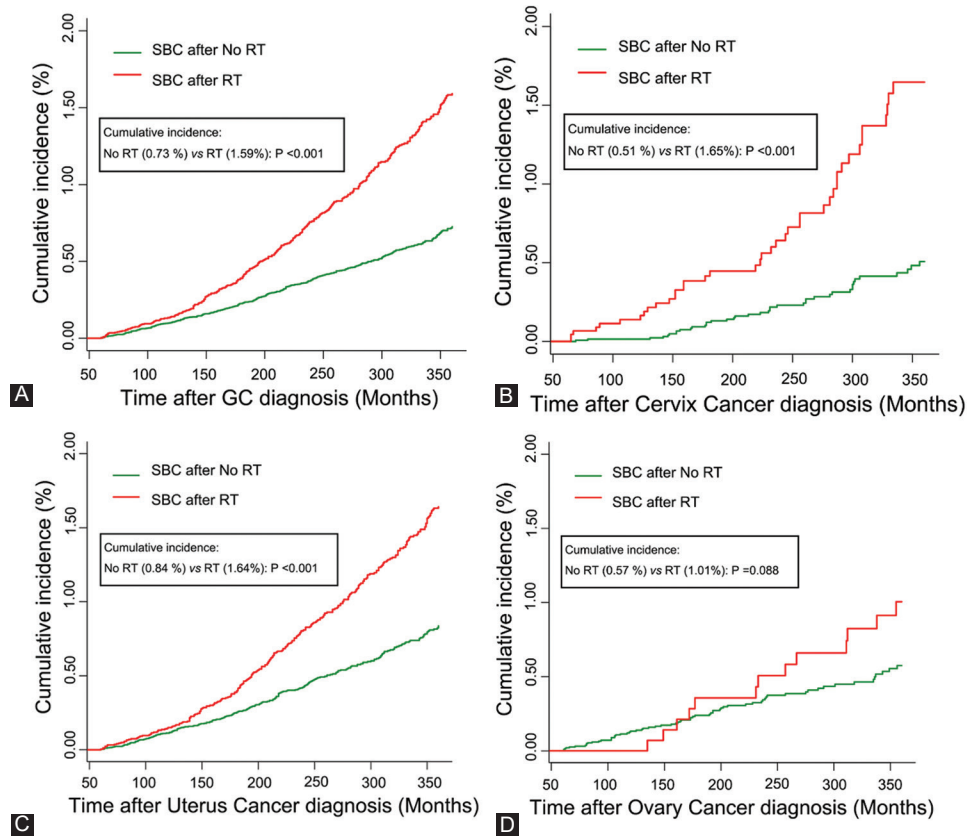 2.00
1.50
1.00
0.50
0.00
Cumulative incidence (%)
SBC after No RT
SBC after RT
Cumulative incidence:
No RT (0.73 %) vs RT (1.59%): P <0.001
50 100 150 200 250 300 350
Time after GC diagnosis (Months)
A
2.00
1.50
1.00
0.50
0.00
Cumulative incidence (%)
SBC after No RT
SBC after RT
Cumulative incidence:
No RT (0.51 %) vs RT (1.65%): P <0.001
50 100 150 200 250 300 350
Time after Cervix Cancer diagnosis (Months)
B
2.00
1.50
1.00
0.50
0.00
Cumulative incidence (%)
SBC after No RT
SBC after RT
Cumulative incidence:
No RT (0.84 %) vs RT (1.64%): P <0.001
50 100 150 200 250 300 350
Time after Uterus Cancer diagnosis (Months)
C
2.00
1.50
1.00
0.50
0.00
Cumulative incidence (%)
SBC after No RT
SBC after RT
Cumulative incidence:
No RT (0.57 %) vs RT (1.01%): P =0.088
50 100 150 200 250 300 350
Time after Ovary Cancer diagnosis (Months)
D